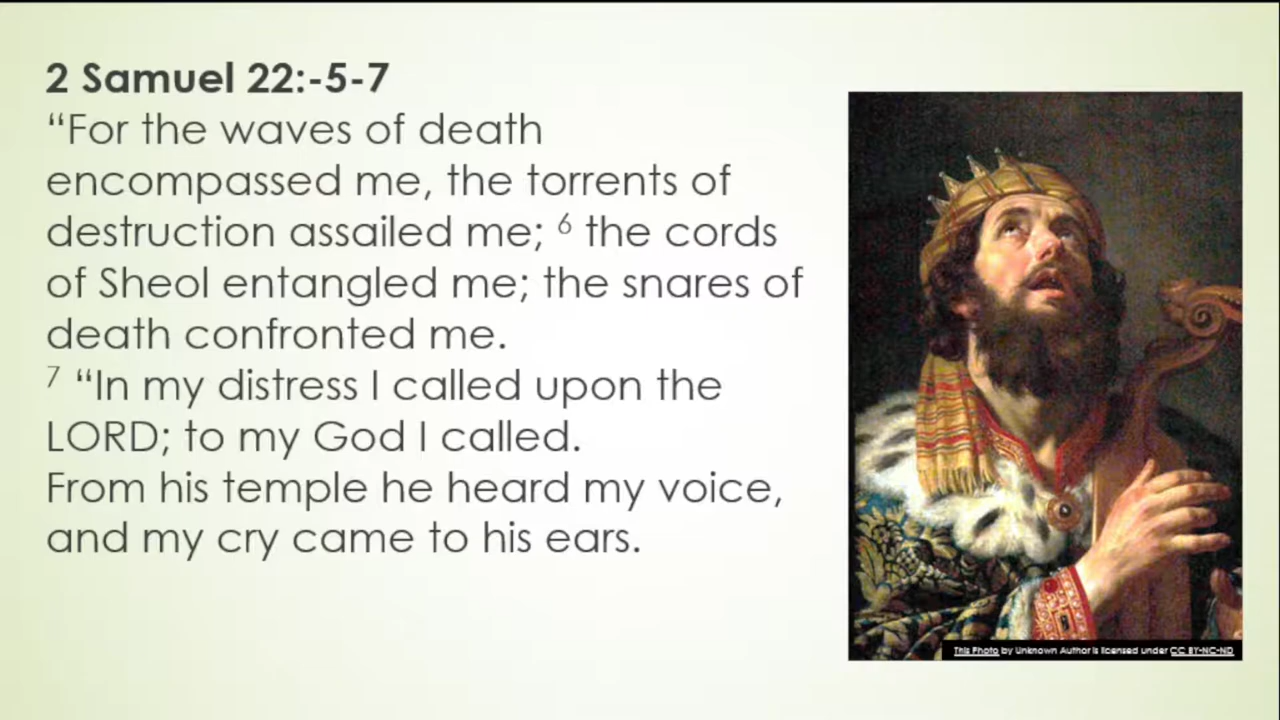 2 Samuel 22:-5-7
“For the waves of death
encompassed me, the torrents of
destruction assailed me; ⁶ the cords
of Sheol entangled me; the snares of
death confronted me.
⁷ “In my distress I called upon the
LORD; to my God I called.
From his temple he heard my voice,
and my cry came to his ears.
This Photo by Unknown Author is licensed under CC BY-NC-ND